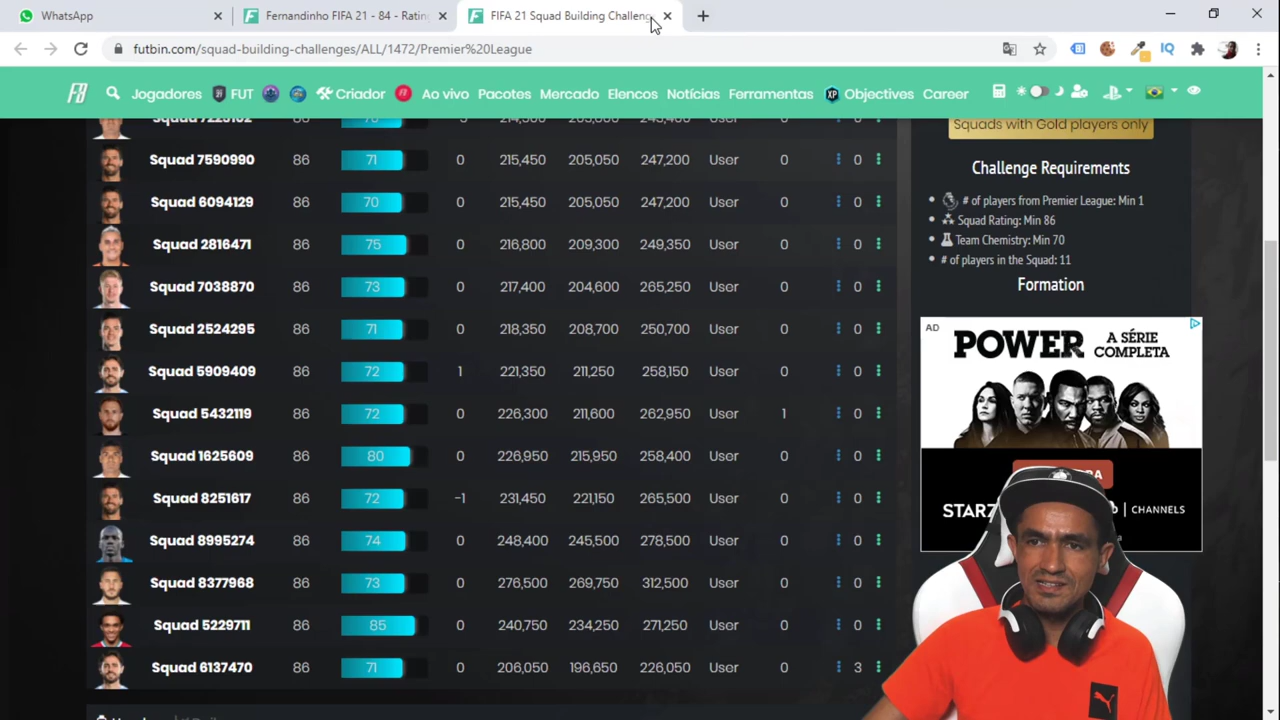 WhatsApp
Fernandinho FIFA 21 - 84 - Ratin
FIFA 21 Squad Building Challeng
futbin.com/squad-building-challenges/ALL/1472/Premier%20League
Jogadores FUT Criador Ao vivo Pacotes Mercado Elencos Notícias Ferramentas XP Objectives Career
Squad 7590990 86 71 0 215,450 205,050 247,200 User 0 0
Squad 6094129 86 70 0 215,450 205,050 247,200 User 0 0
Squad 2816471 86 75 0 216,800 209,300 249,350 User 0 0
Squad 7038870 86 73 0 217,400 204,600 265,250 User 0 0
Squad 2524295 86 71 0 218,350 208,700 250,700 User 0 0
Squad 5909409 86 72 1 221,350 211,250 258,150 User 0 0
Squad 5432119 86 72 0 226,300 211,600 262,950 User 1 0
Squad 1625609 86 80 0 226,950 215,950 258,400 User 0 0
Squad 8251617 86 72 -1 231,450 221,150 265,500 User 0 0
Squad 8995274 86 74 0 248,400 245,500 278,500 User 0 0
Squad 8377968 86 73 0 276,500 269,750 312,500 User 0 0
Squad 5229711 86 85 0 240,750 234,250 271,250 User 0 0
Squad 6137470 86 71 0 206,050 196,650 226,050 User 0 3
Squads with Gold players only
Challenge Requirements
# of players from Premier League: Min 1
Squad Rating: Min 86
Team Chemistry: Min 70
# of players in the Squad: 11
Formation
AD
POWER A SÉRIE
COMPLETA
STARZ
CHANNELS
PUMA